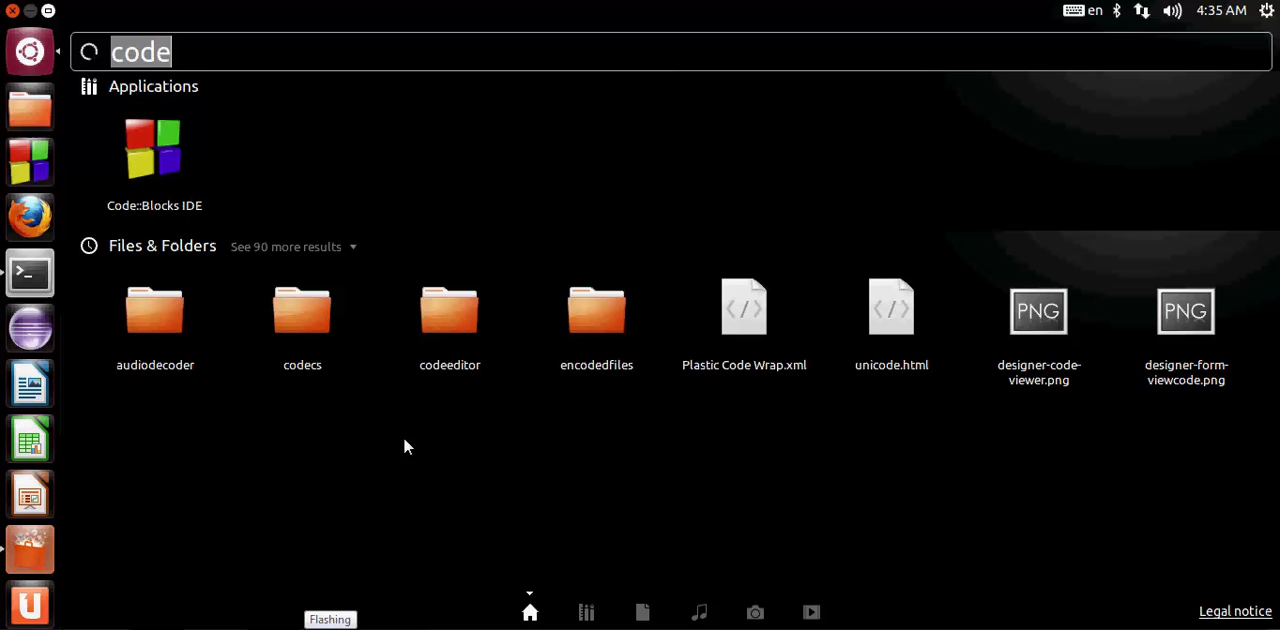 en 4:35 AM
code
Applications
Code::Blocks IDE
Files & Folders See 90 more results
audiodecoder codecs codeeditor encodedfiles Plastic Code Wrap.xml unicode.html designer-code-
viewer.png designer-form-
viewcode.png
PNG PNG
Flashing
Legal notice